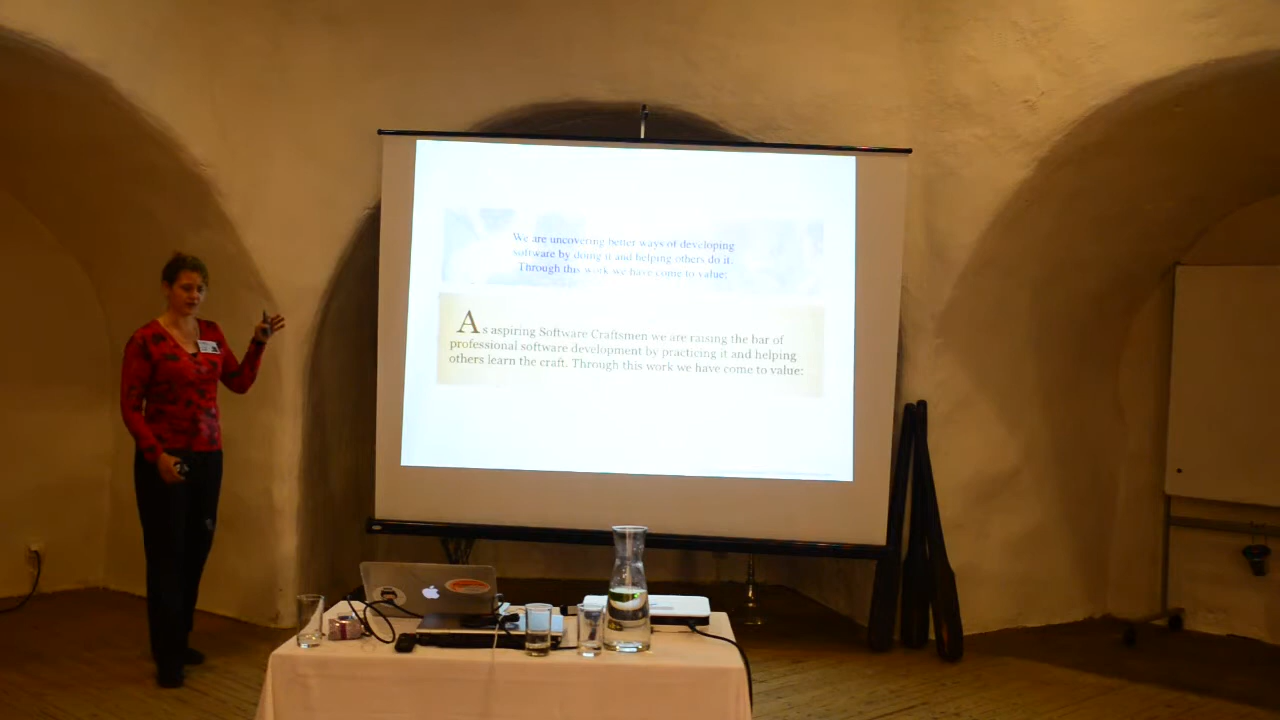 We are uncovering better ways of developing
software by doing it and helping others do it.
Through this work we have come to value:
As aspiring Software Craftsmen we are raising the bar of
professional software development by practicing it and helping
others learn the craft. Through this work we have come to value: